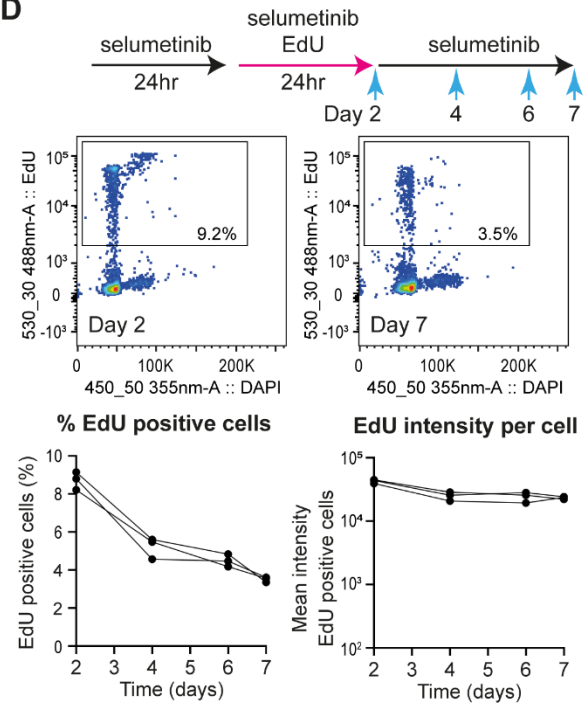 D
selumetinib
24hr
selumetinib
EdU
24hr
selumetinib
Day 2 4 6 7
530_30 488nm-A :: EdU
10⁵
10⁴
10³
0
-10³
9.2%
Day 2
0 100K 200K
450_50 355nm-A :: DAPI
530_30 488nm-A :: EdU
10⁵
10⁴
10³
0
-10³
3.5%
Day 7
0 100K 200K
450_50 355nm-A :: DAPI
% EdU positive cells
EdU positive cells (%)
10
8
6
4
2
0
2 3 4 5 6 7
Time (days)
EdU intensity per cell
Mean intensity
EdU positive cells
10⁵
10⁴
10³
10²
2 3 4 5 6 7
Time (days)